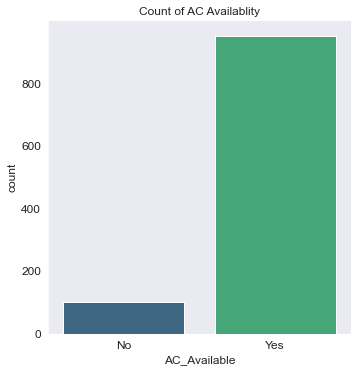 Count of AC Availablity
800
600
400
200
0
count
No Yes
AC_Available